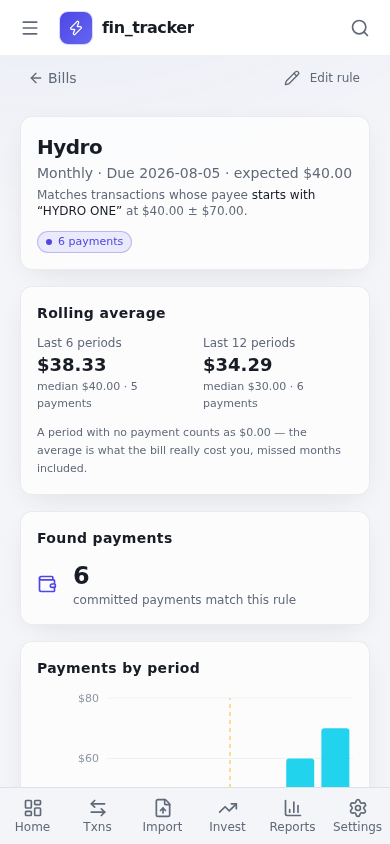 fin_tracker
Bills
Edit rule
Hydro
Monthly · Due 2026-08-05 · expected $40.00
Matches transactions whose payee starts with
“HYDRO ONE” at $40.00 ± $70.00.
6 payments
Rolling average
Last 6 periods
$38.33
median $40.00 · 5
payments
Last 12 periods
$34.29
median $30.00 · 6
payments
A period with no payment counts as $0.00 — the
average is what the bill really cost you, missed months
included.
Found payments
6
committed payments match this rule
Payments by period
$80
$60
Home
Txns
Import
Invest
Reports
Settings